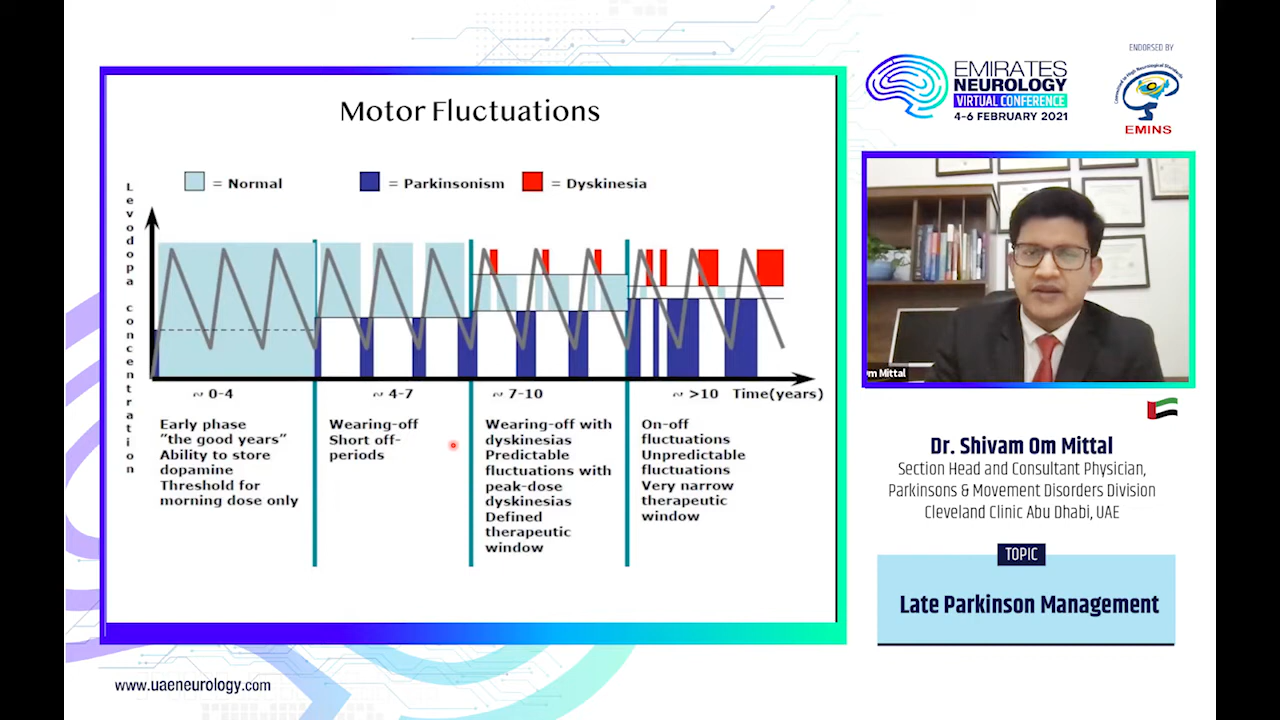 Motor Fluctuations
= Normal
= Parkinsonism
= Dyskinesia
Levodopa concentration
~ 0-4
~ 4-7
~ 7-10
~ >10
Time(years)
Early phase
"the good years"
Ability to store
dopamine
Threshold for
morning dose only
Wearing-off
Short off-
periods
Wearing-off with
dyskinesias
Predictable
fluctuations with
peak-dose
dyskinesias
Defined
therapeutic
window
On-off
fluctuations
Unpredictable
fluctuations
Very narrow
therapeutic
window
www.uaeneurology.com
EMIRATES
NEUROLOGY
VIRTUAL CONFERENCE
4-6 FEBRUARY 2021
ENDORSED BY
EMINS
om Mittal
Dr. Shivam Om Mittal
Section Head and Consultant Physician,
Parkinsons & Movement Disorders Division
Cleveland Clinic Abu Dhabi, UAE
TOPIC
Late Parkinson Management